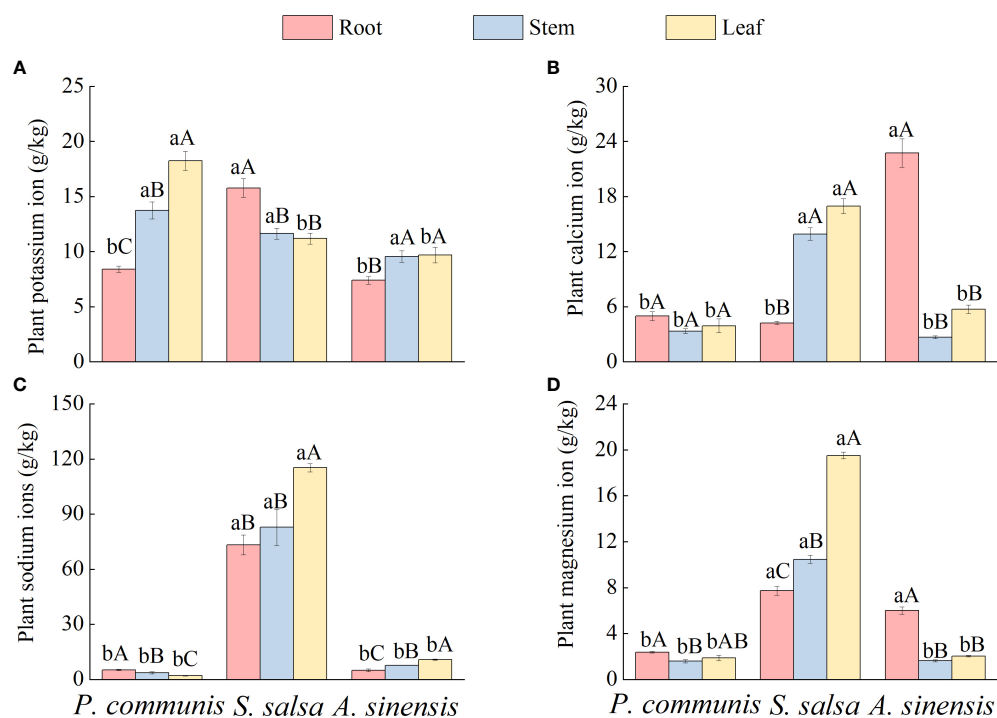 Root Stem Leaf
A
Plant potassium ion (g/kg)
25
20
15
10
5
0
bC aB aA aA aB bB bB aA bA
B
Plant calcium ion (g/kg)
30
24
18
12
6
0
bA bA bA bB aA aA aA bB bB
C
Plant sodium ions (g/kg)
150
120
90
60
30
0
bA bB bC aB aB aA bC bB bA
P. communis S. salsa A. sinensis
D
Plant magnesium ion (g/kg)
24
20
16
12
8
4
0
bA bB bAB aC aB aA aA bB bB
P. communis S. salsa A. sinensis